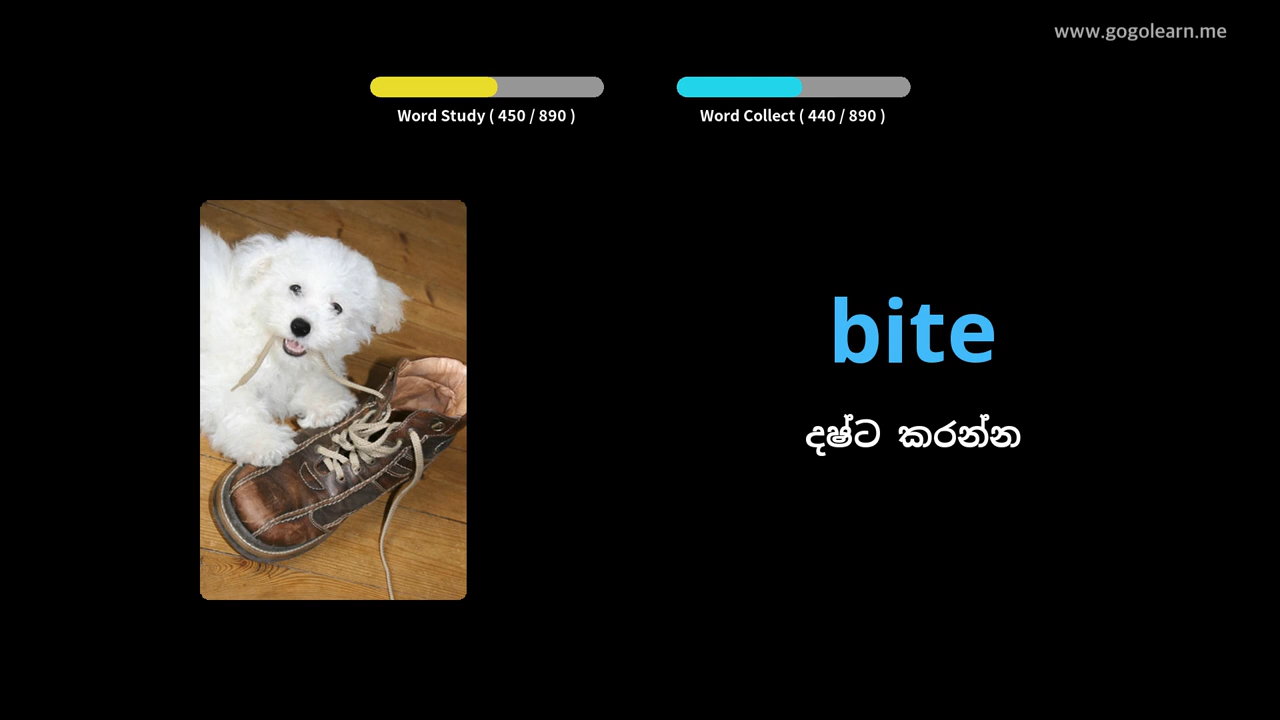 www.gogolearn.me
Word Study ( 450 / 890 )
Word Collect ( 440 / 890 )
bite
දෂ්ට කරන්න